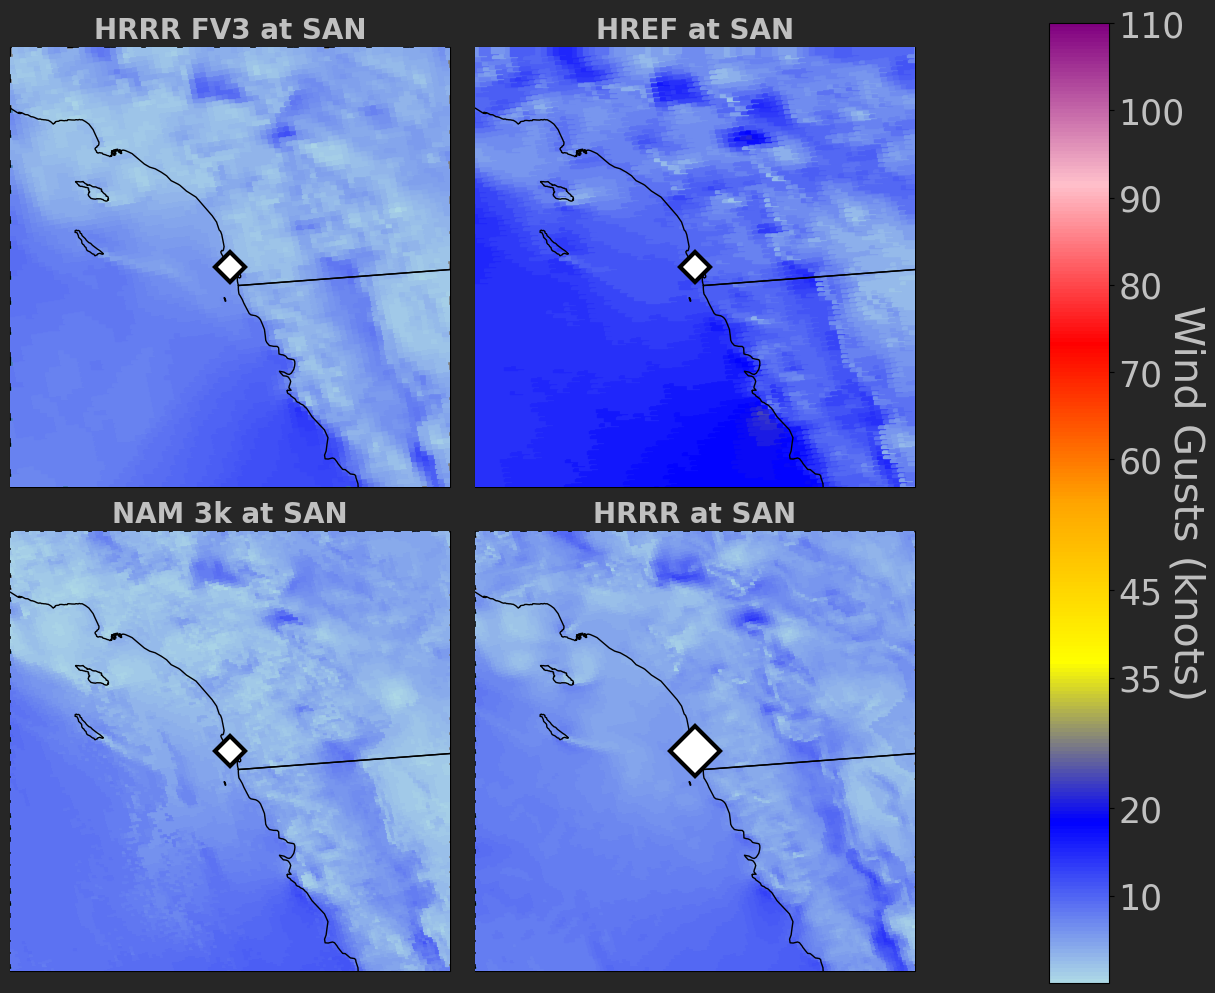 HRRR FV3 at SAN
HREF at SAN
NAM 3k at SAN
HRRR at SAN
110
100
90
80
70
60
45
35
20
10
Wind Gusts (knots)